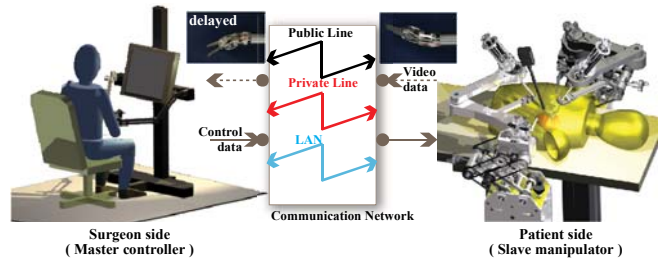 delayed
Public Line
Video
data
Private Line
Control
data
LAN
Communication Network
Surgeon side
( Master controller )
Patient side
( Slave manipulator )